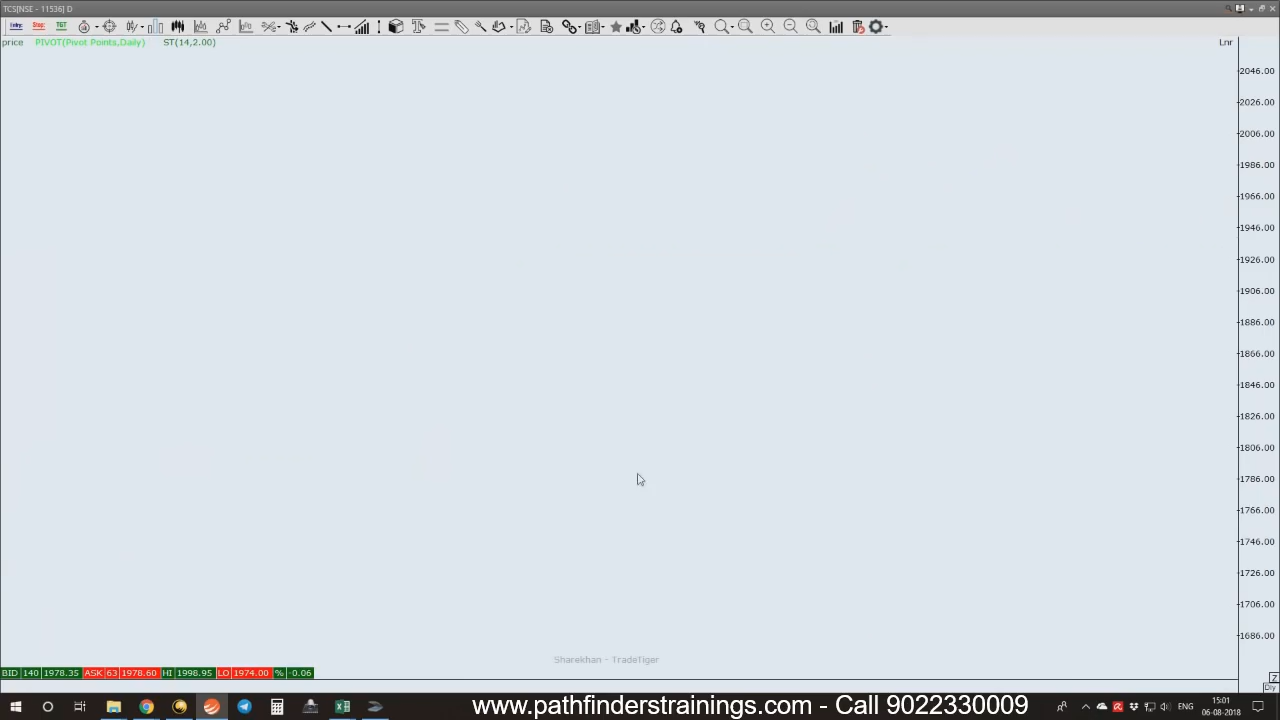 TCS[NSE - 11536] D
Entry Stop TGT
price PIVOT(Pivot Points,Daily) ST(14,2.00)
Lnr
2046.00
2026.00
2006.00
1986.00
1966.00
1946.00
1926.00
1906.00
1886.00
1866.00
1846.00
1826.00
1806.00
1786.00
1766.00
1746.00
1726.00
1706.00
1686.00
Sharekhan - TradeTiger
BID 140 1978.35 ASK 63 1978.60 HI 1998.95 LO 1974.00 % -0.06
Z
Dly
www.pathfinderstrainings.com - Call 9022330009
ENG
15:01
06-08-2018